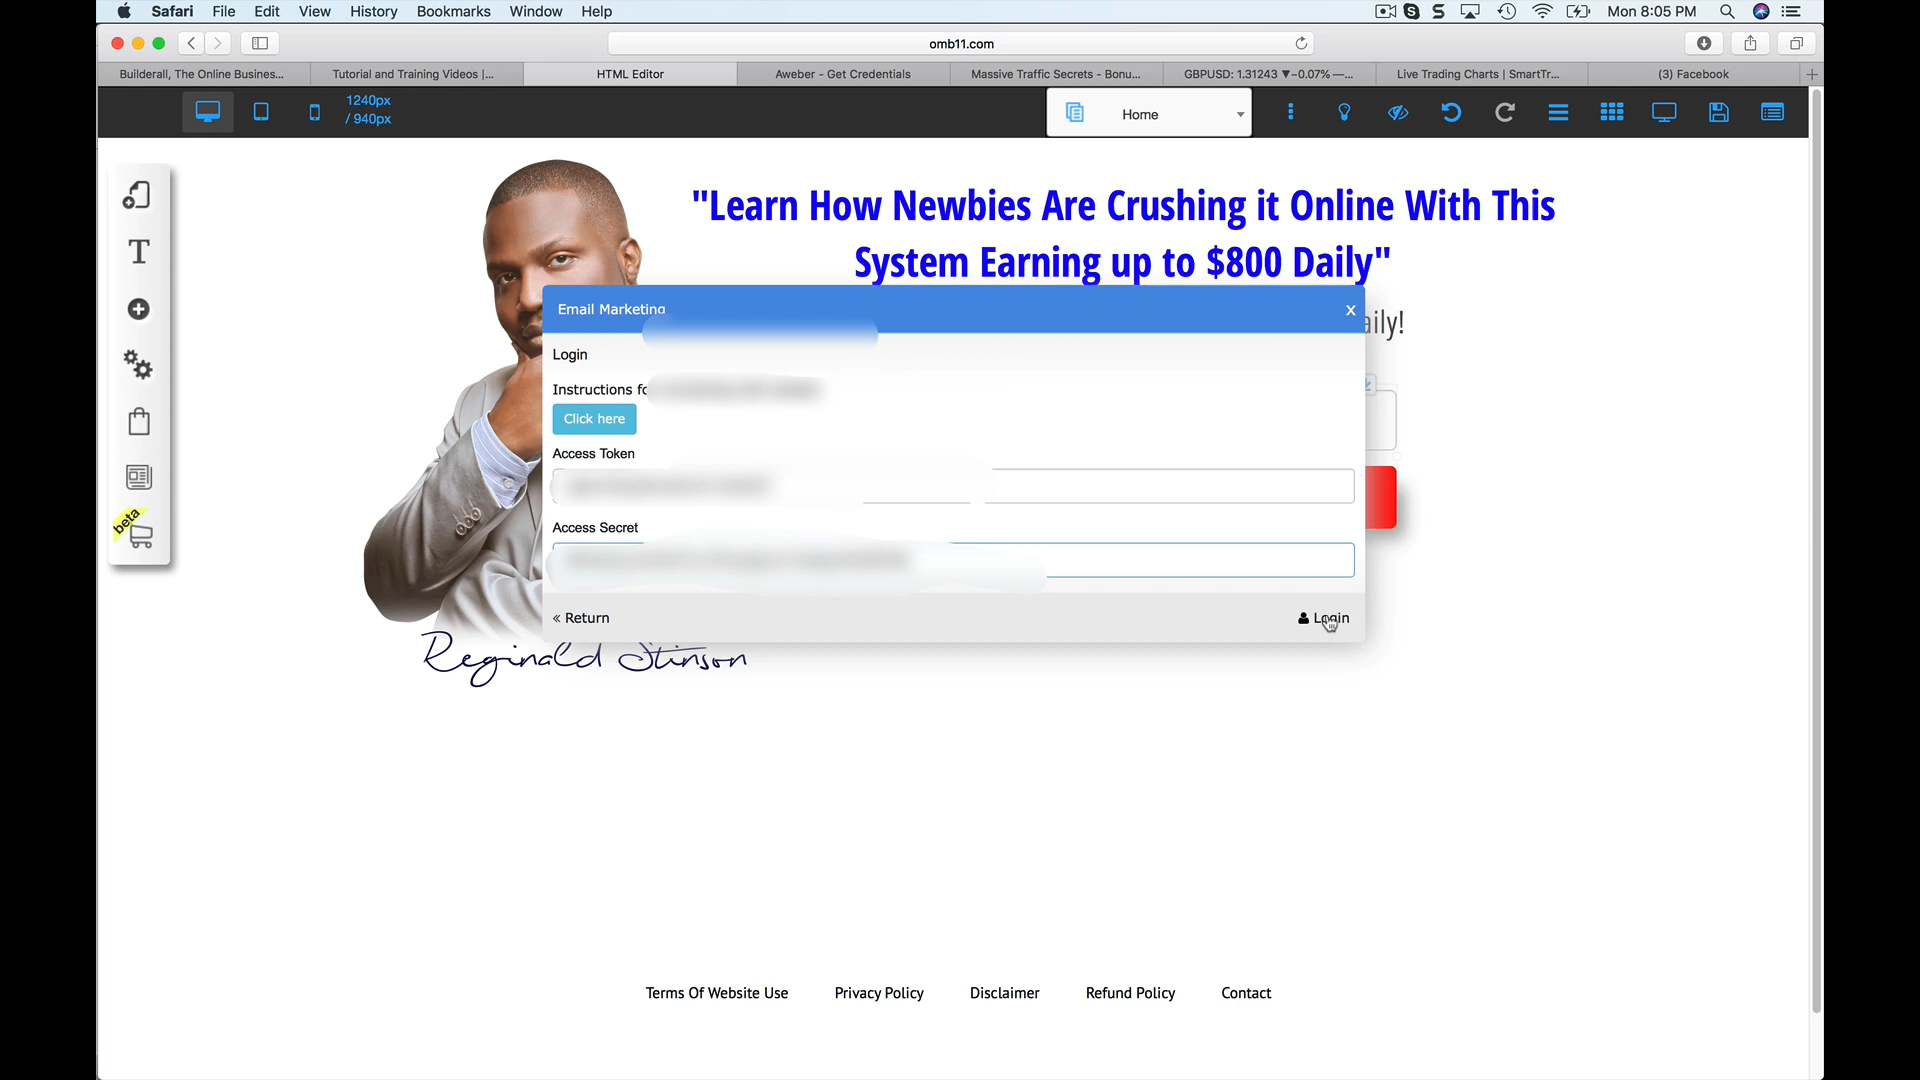 Safari File Edit View History Bookmarks Window Help Mon 8:05 PM
omb11.com
Builderall, The Online Busines... Tutorial and Training Videos |... HTML Editor Aweber - Get Credentials Massive Traffic Secrets - Bonu... GBPUSD: 1.31243 ▼−0.07% —... Live Trading Charts | SmartTr... (3) Facebook
1240px
/ 940px
Home
"Learn How Newbies Are Crushing it Online With This
System Earning up to $800 Daily"
aily!
Email Marketing
x
Login
Instructions fo
Click here
Access Token
Access Secret
« Return
Login
T
beta
Reginald Stinson
Terms Of Website Use Privacy Policy Disclaimer Refund Policy Contact